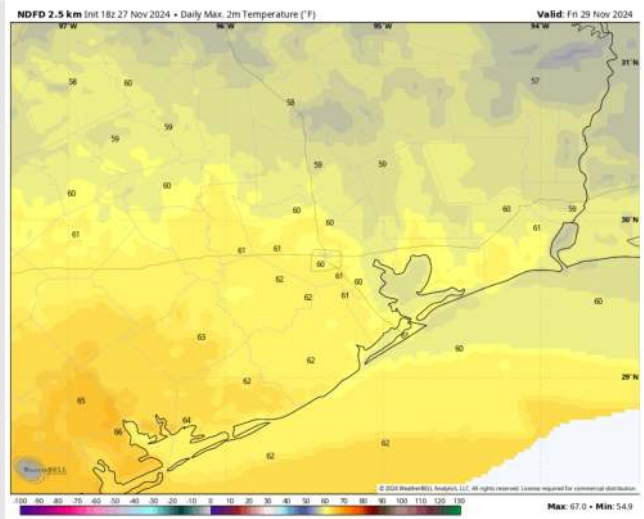 NDFD 2.5 km Init 18z 27 Nov 2024 • Daily Max. 2m Temperature (°F) Valid: Fri 29 Nov 2024
97°W 96°W 95°W 94°W
31°N
58 60 57
58
59 59
59 59
60 60
60 60 59 30°N
60 61
61
61 61
60
62 61 60
62 61
60
63
60
62
62 29°N
65
64
66
62 62
WeatherBELL
© 2024 WeatherBELL Analytics, LLC. All rights reserved. License required for commercial distribution.
-100 -90 -80 -70 -60 -50 -40 -30 -20 -10 0 10 20 30 40 50 60 70 80 90 100 110 120 130
Max: 67.0 • Min: 54.9